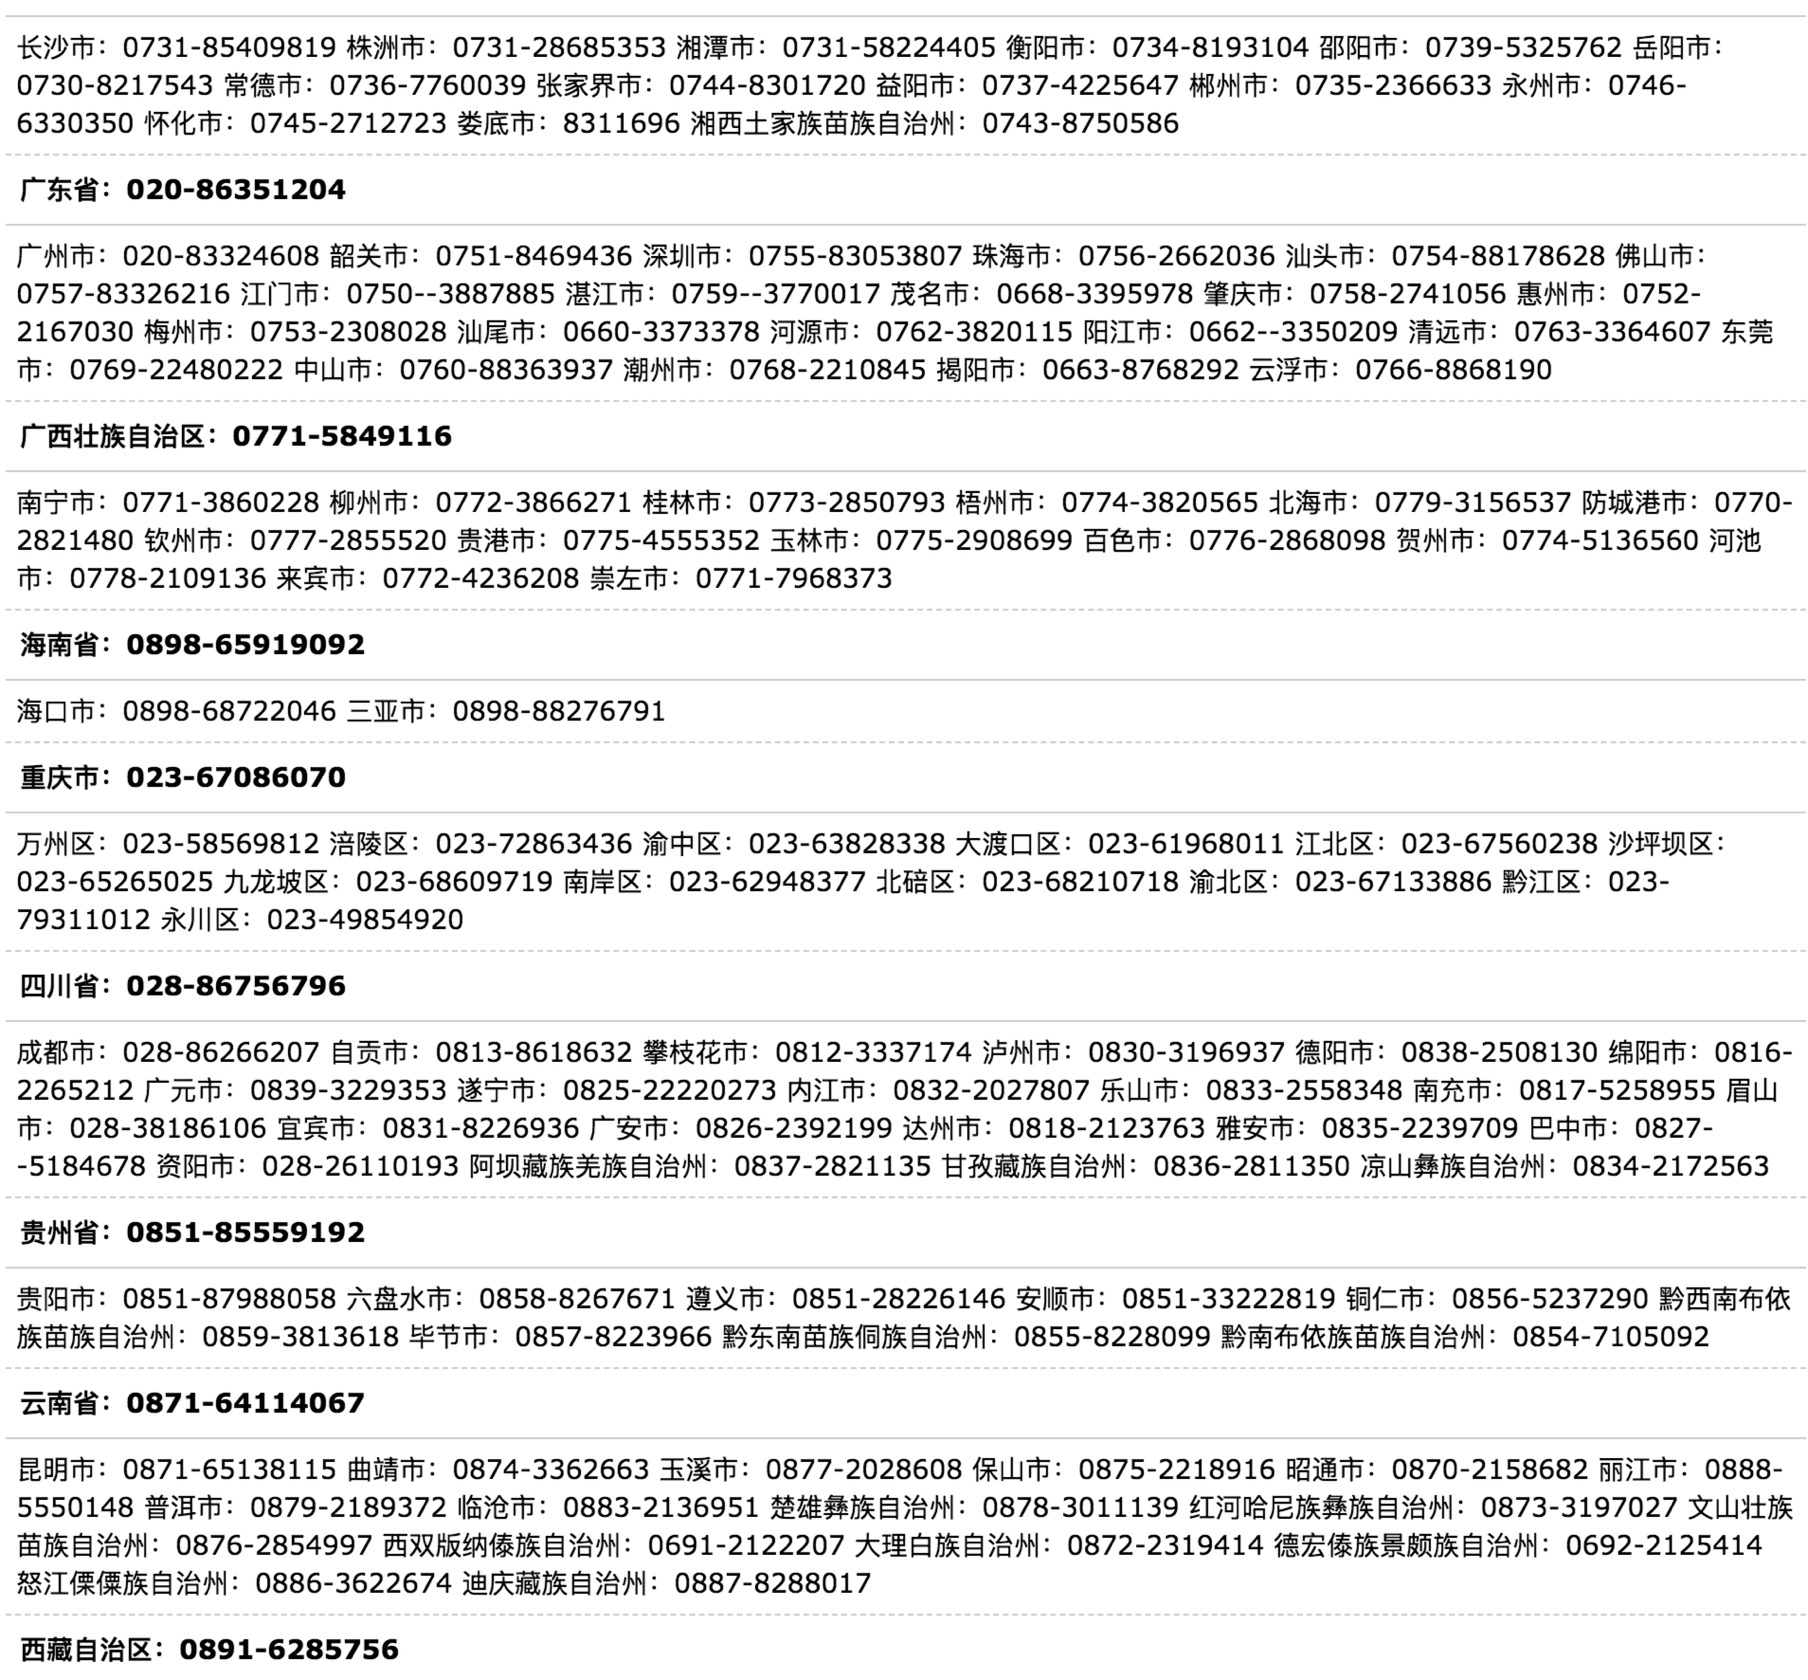 长沙市：0731-85409819 株洲市：0731-28685353 湘潭市：0731-58224405 衡阳市：0734-8193104 邵阳市：0739-5325762 岳阳市：
0730-8217543 常德市：0736-7760039 张家界市：0744-8301720 益阳市：0737-4225647 郴州市：0735-2366633 永州市：0746-
6330350 怀化市：0745-2712723 娄底市：8311696 湘西土家族苗族自治州：0743-8750586
广东省：020-86351204
广州市：020-83324608 韶关市：0751-8469436 深圳市：0755-83053807 珠海市：0756-2662036 汕头市：0754-88178628 佛山市：
0757-83326216 江门市：0750--3887885 湛江市：0759--3770017 茂名市：0668-3395978 肇庆市：0758-2741056 惠州市：0752-
2167030 梅州市：0753-2308028 汕尾市：0660-3373378 河源市：0762-3820115 阳江市：0662--3350209 清远市：0763-3364607 东莞
市：0769-22480222 中山市：0760-88363937 潮州市：0768-2210845 揭阳市：0663-8768292 云浮市：0766-8868190
广西壮族自治区：0771-5849116
南宁市：0771-3860228 柳州市：0772-3866271 桂林市：0773-2850793 梧州市：0774-3820565 北海市：0779-3156537 防城港市：0770-
2821480 钦州市：0777-2855520 贵港市：0775-4555352 玉林市：0775-2908699 百色市：0776-2868098 贺州市：0774-5136560 河池
市：0778-2109136 来宾市：0772-4236208 崇左市：0771-7968373
海南省：0898-65919092
海口市：0898-68722046 三亚市：0898-88276791
重庆市：023-67086070
万州区：023-58569812 涪陵区：023-72863436 渝中区：023-63828338 大渡口区：023-61968011 江北区：023-67560238 沙坪坝区：
023-65265025 九龙坡区：023-68609719 南岸区：023-62948377 北碚区：023-68210718 渝北区：023-67133886 黔江区：023-
79311012 永川区：023-49854920
四川省：028-86756796
成都市：028-86266207 自贡市：0813-8618632 攀枝花市：0812-3337174 泸州市：0830-3196937 德阳市：0838-2508130 绵阳市：0816-
2265212 广元市：0839-3229353 遂宁市：0825-22220273 内江市：0832-2027807 乐山市：0833-2558348 南充市：0817-5258955 眉山
市：028-38186106 宜宾市：0831-8226936 广安市：0826-2392199 达州市：0818-2123763 雅安市：0835-2239709 巴中市：0827-
-5184678 资阳市：028-26110193 阿坝藏族羌族自治州：0837-2821135 甘孜藏族自治州：0836-2811350 凉山彝族自治州：0834-2172563
贵州省：0851-85559192
贵阳市：0851-87988058 六盘水市：0858-8267671 遵义市：0851-28226146 安顺市：0851-33222819 铜仁市：0856-5237290 黔西南布依
族苗族自治州：0859-3813618 毕节市：0857-8223966 黔东南苗族侗族自治州：0855-8228099 黔南布依族苗族自治州：0854-7105092
云南省：0871-64114067
昆明市：0871-65138115 曲靖市：0874-3362663 玉溪市：0877-2028608 保山市：0875-2218916 昭通市：0870-2158682 丽江市：0888-
5550148 普洱市：0879-2189372 临沧市：0883-2136951 楚雄彝族自治州：0878-3011139 红河哈尼族彝族自治州：0873-3197027 文山壮族
苗族自治州：0876-2854997 西双版纳傣族自治州：0691-2122207 大理白族自治州：0872-2319414 德宏傣族景颇族自治州：0692-2125414
怒江傈僳族自治州：0886-3622674 迪庆藏族自治州：0887-8288017
西藏自治区：0891-6285756